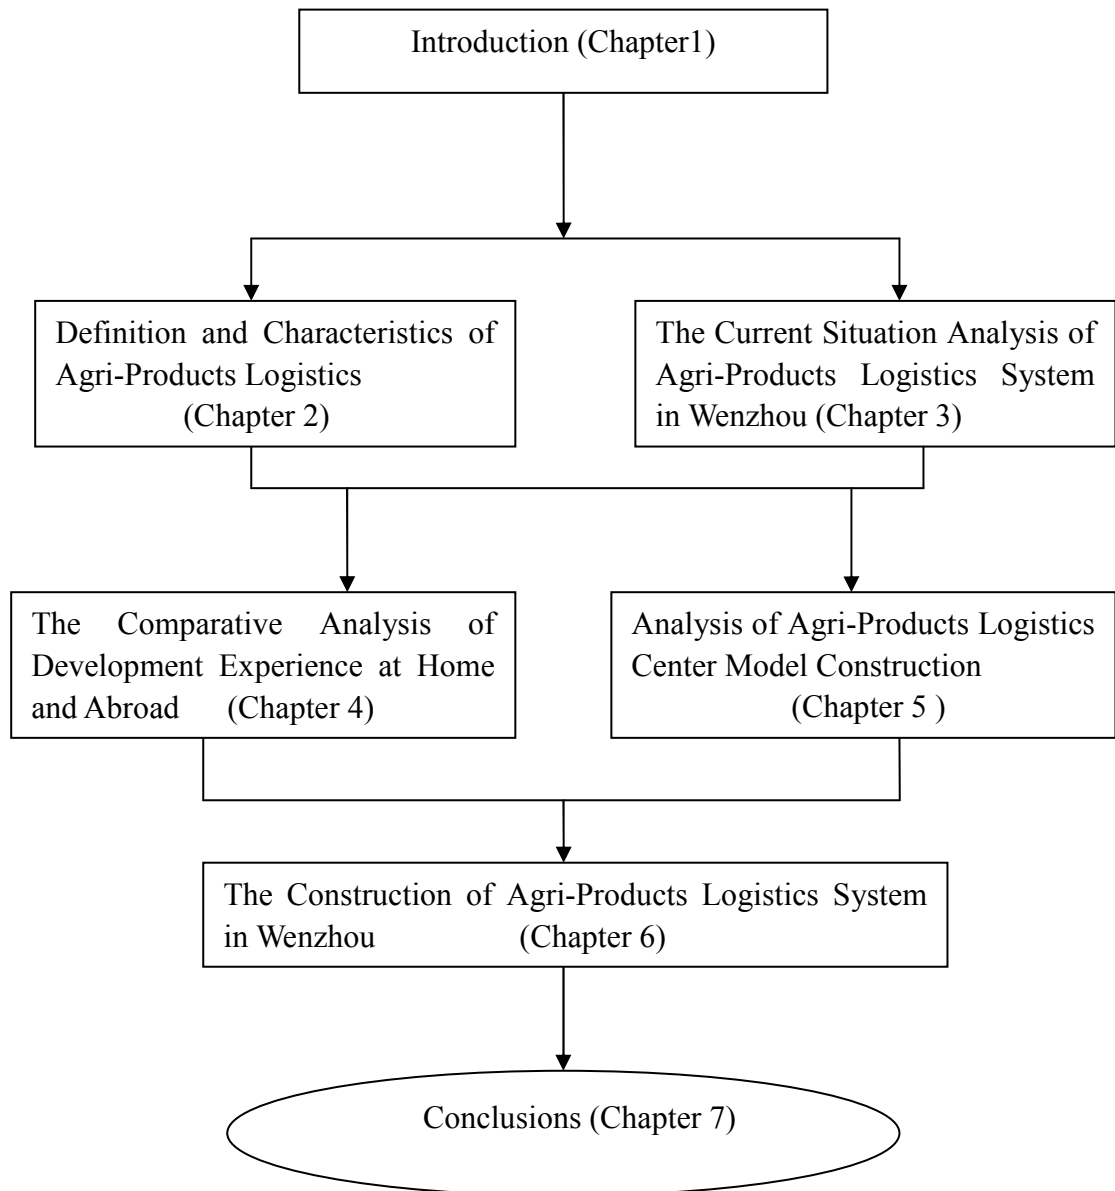 Introduction (Chapter1)
Definition and Characteristics of
Agri-Products Logistics
(Chapter 2)
The Current Situation Analysis of
Agri-Products Logistics System
in Wenzhou (Chapter 3)
The Comparative Analysis of
Development Experience at Home
and Abroad (Chapter 4)
Analysis of Agri-Products Logistics
Center Model Construction
(Chapter 5 )
The Construction of Agri-Products Logistics System
in Wenzhou (Chapter 6)
Conclusions (Chapter 7)